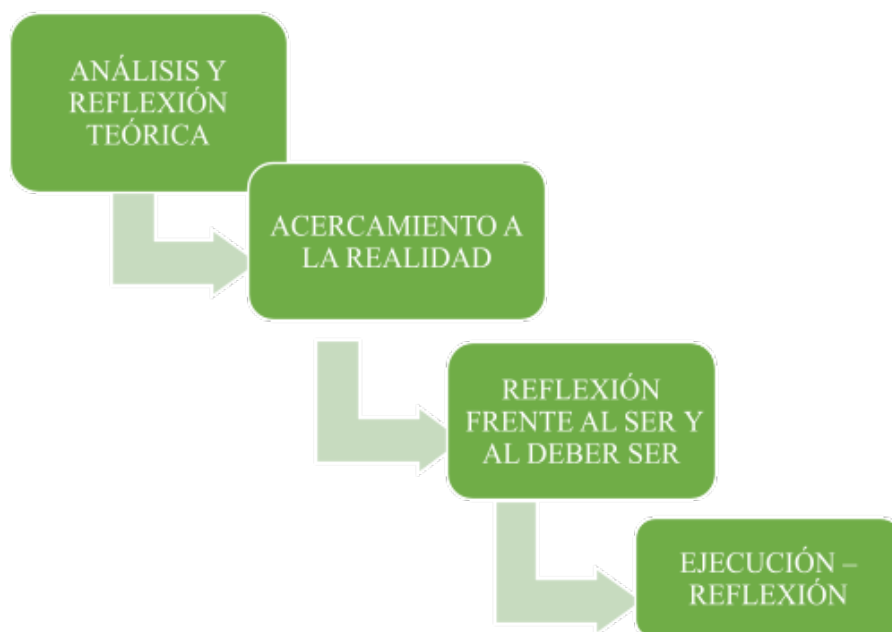 ANÁLISIS Y
REFLEXIÓN
TEÓRICA
ACERCAMIENTO A
LA REALIDAD
REFLEXIÓN
FRENTE AL SER Y
AL DEBER SER
EJECUCIÓN –
REFLEXIÓN